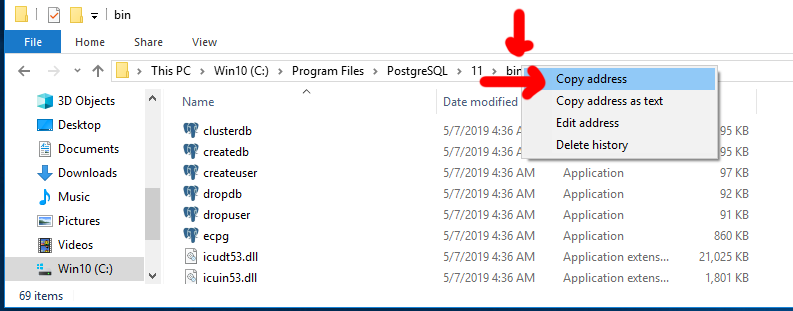 bin
File Home Share View
This PC > Win10 (C:) > Program Files > PostgreSQL > 11 > bin
Copy address
Copy address as text
Edit address
Delete history
3D Objects
Desktop
Documents
Downloads
Music
Pictures
Videos
Win10 (C:)
Name Date modified
clusterdb 5/7/2019 4:36 AM 95 KB
createdb 5/7/2019 4:36 AM KB
createuser 5/7/2019 4:36 AM Application 97 KB
dropdb 5/7/2019 4:36 AM Application 92 KB
dropuser 5/7/2019 4:36 AM Application 91 KB
ecpg 5/7/2019 4:36 AM Application 860 KB
icudt53.dll 5/7/2019 4:36 AM Application extens... 21,025 KB
icuin53.dll 5/7/2019 4:36 AM Application extens... 1,801 KB
69 items